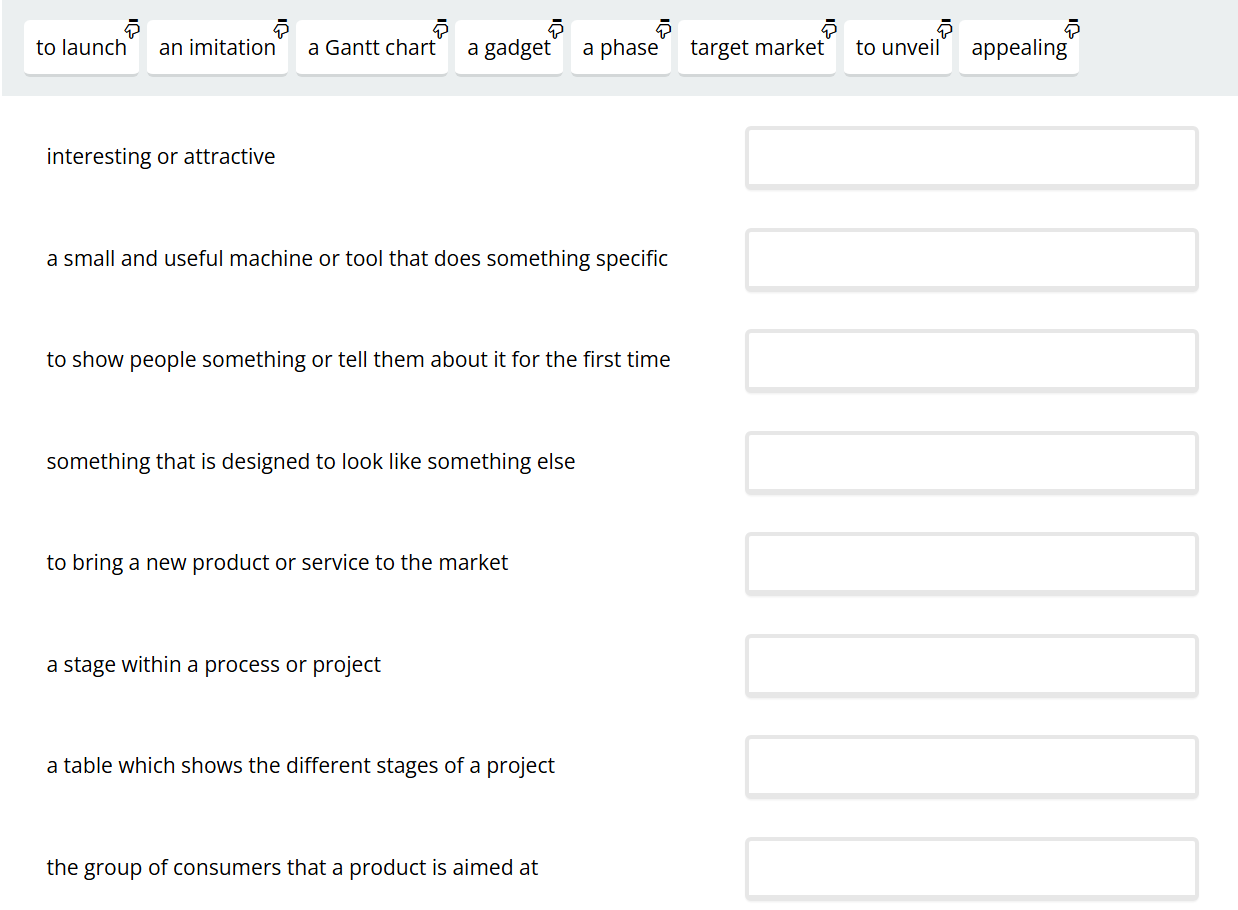 to launch an imitation a Gantt chart a gadget a phase target market to unveil appealing
interesting or attractive
a small and useful machine or tool that does something specific
to show people something or tell them about it for the first time
something that is designed to look like something else
to bring a new product or service to the market
a stage within a process or project
a table which shows the different stages of a project
the group of consumers that a product is aimed at